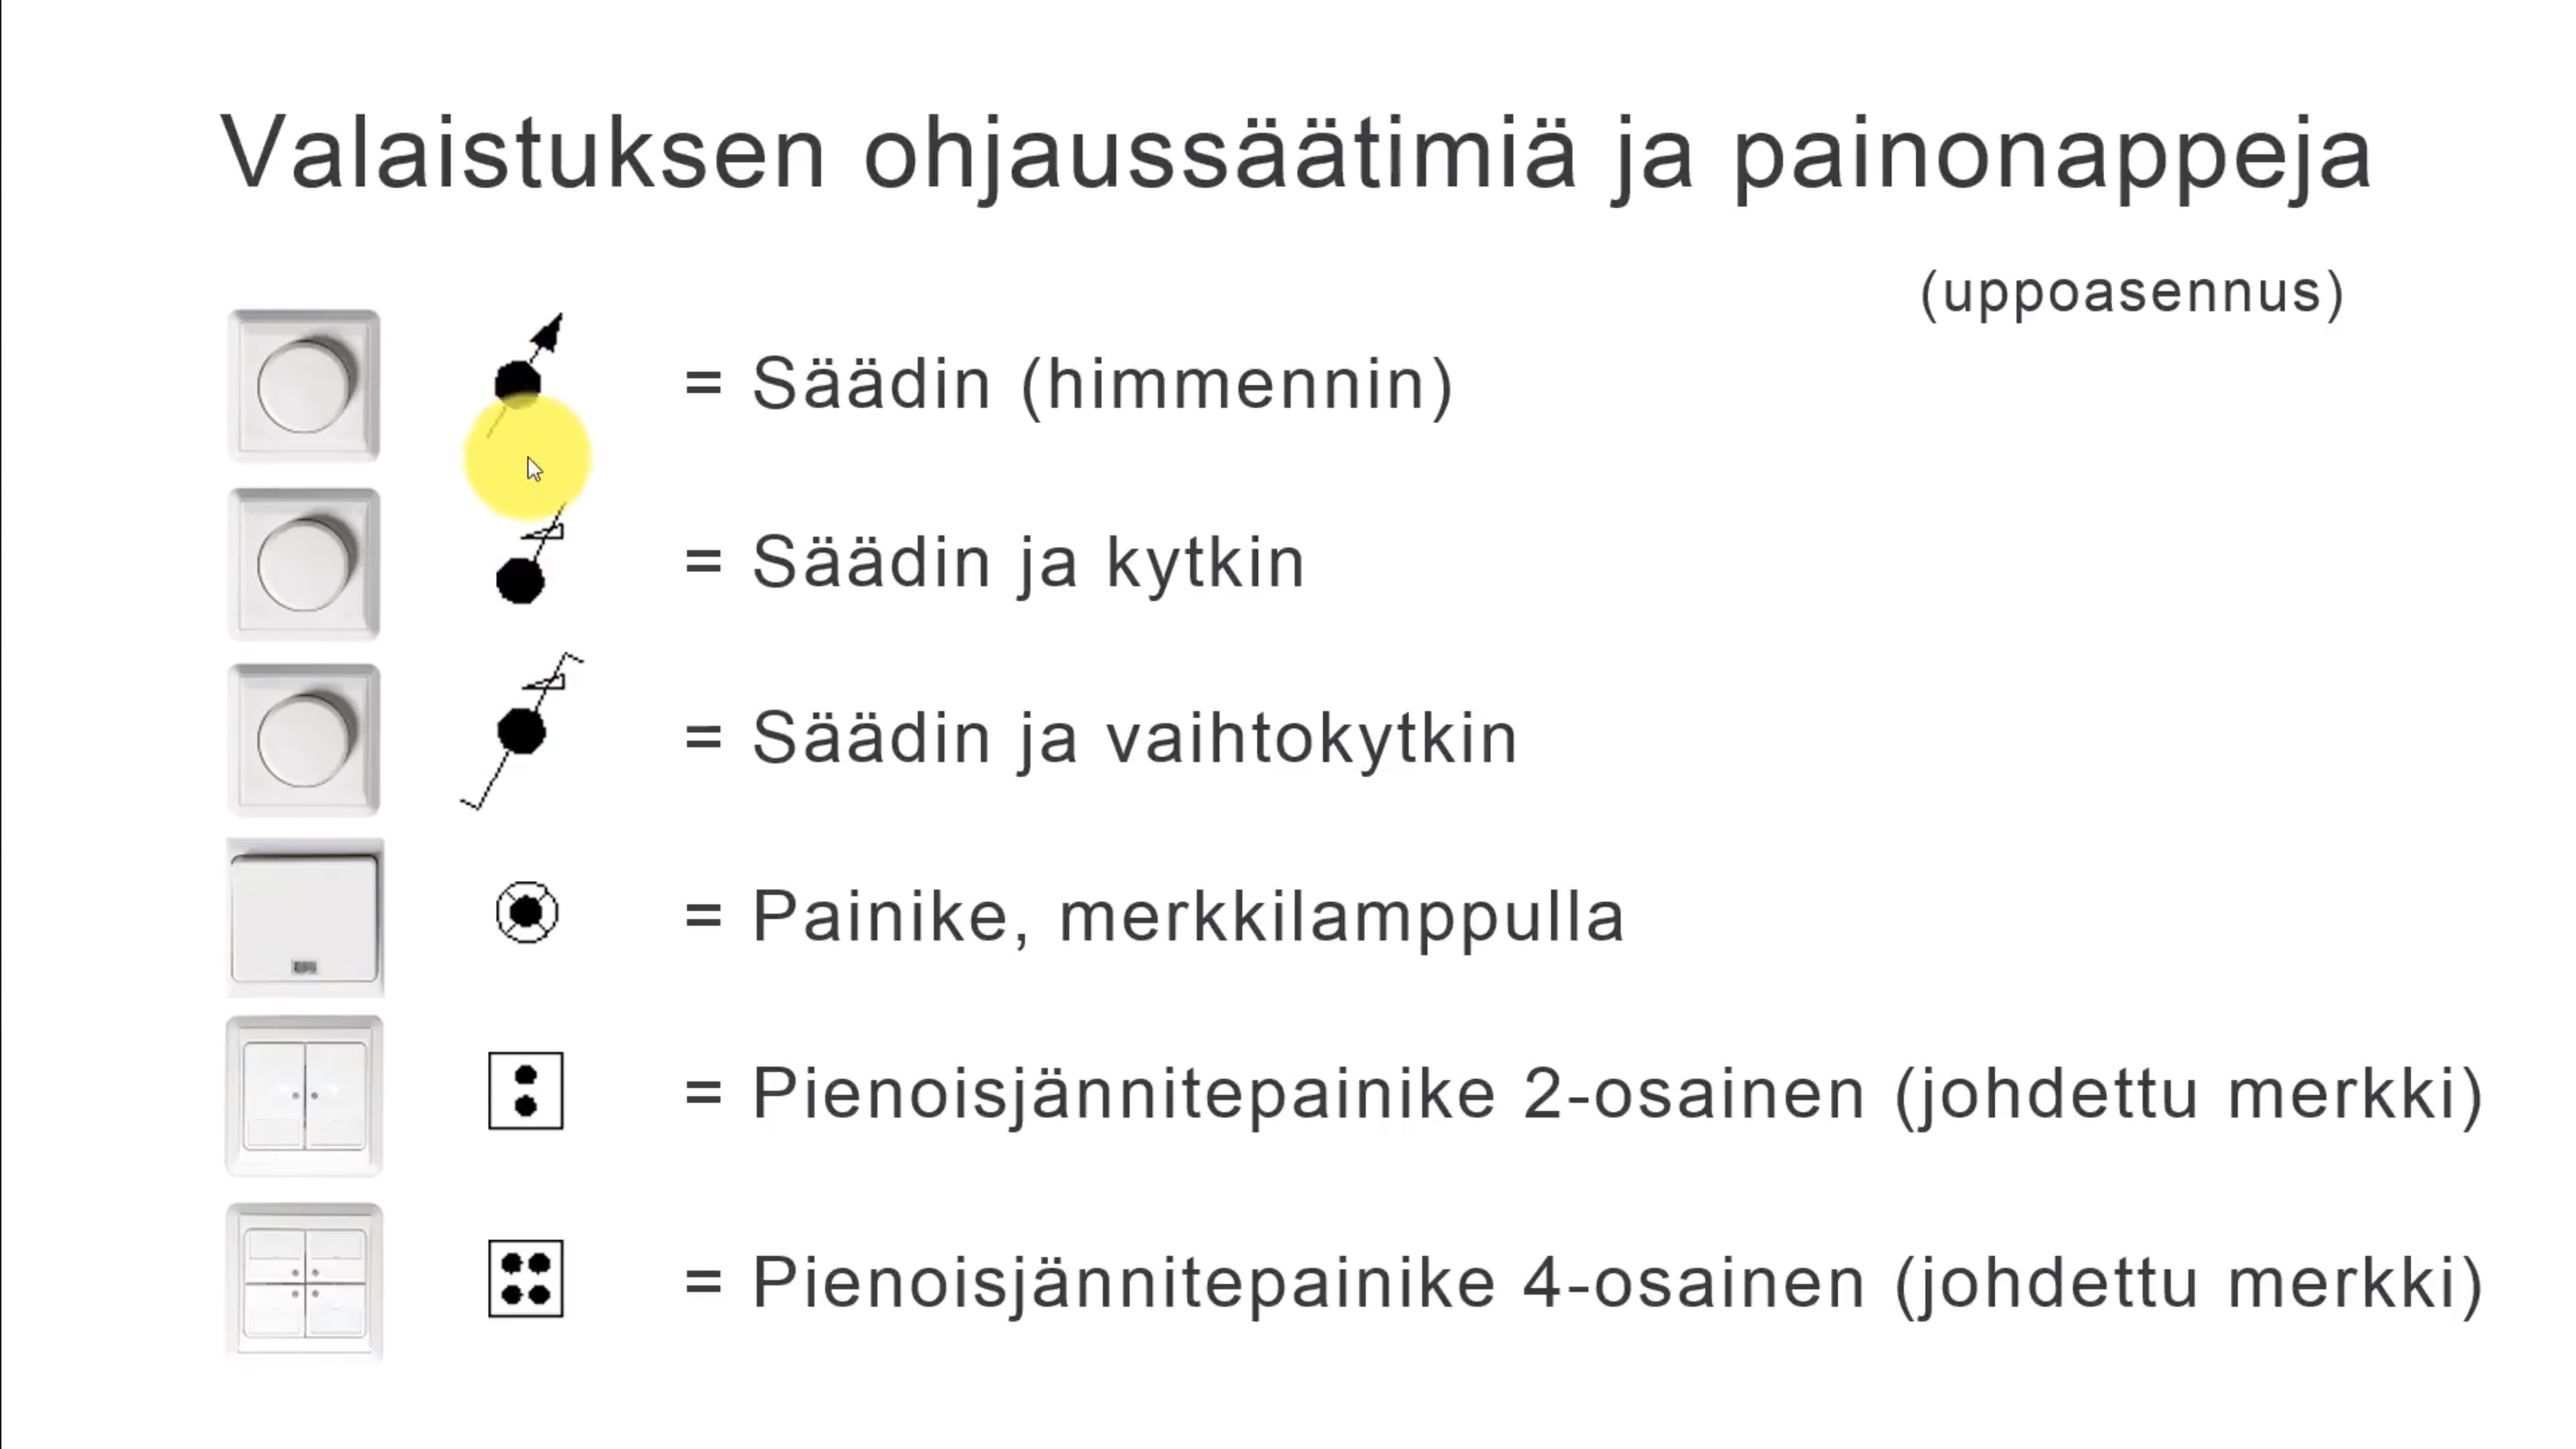 Valaistuksen ohjaussäätimiä ja painonappeja
(uppoasennus)
= Säädin (himmennin)
= Säädin ja kytkin
= Säädin ja vaihtokytkin
= Painike, merkkilamppulla
= Pienoisjännitepainike 2-osainen (johdettu merkki)
= Pienoisjännitepainike 4-osainen (johdettu merkki)